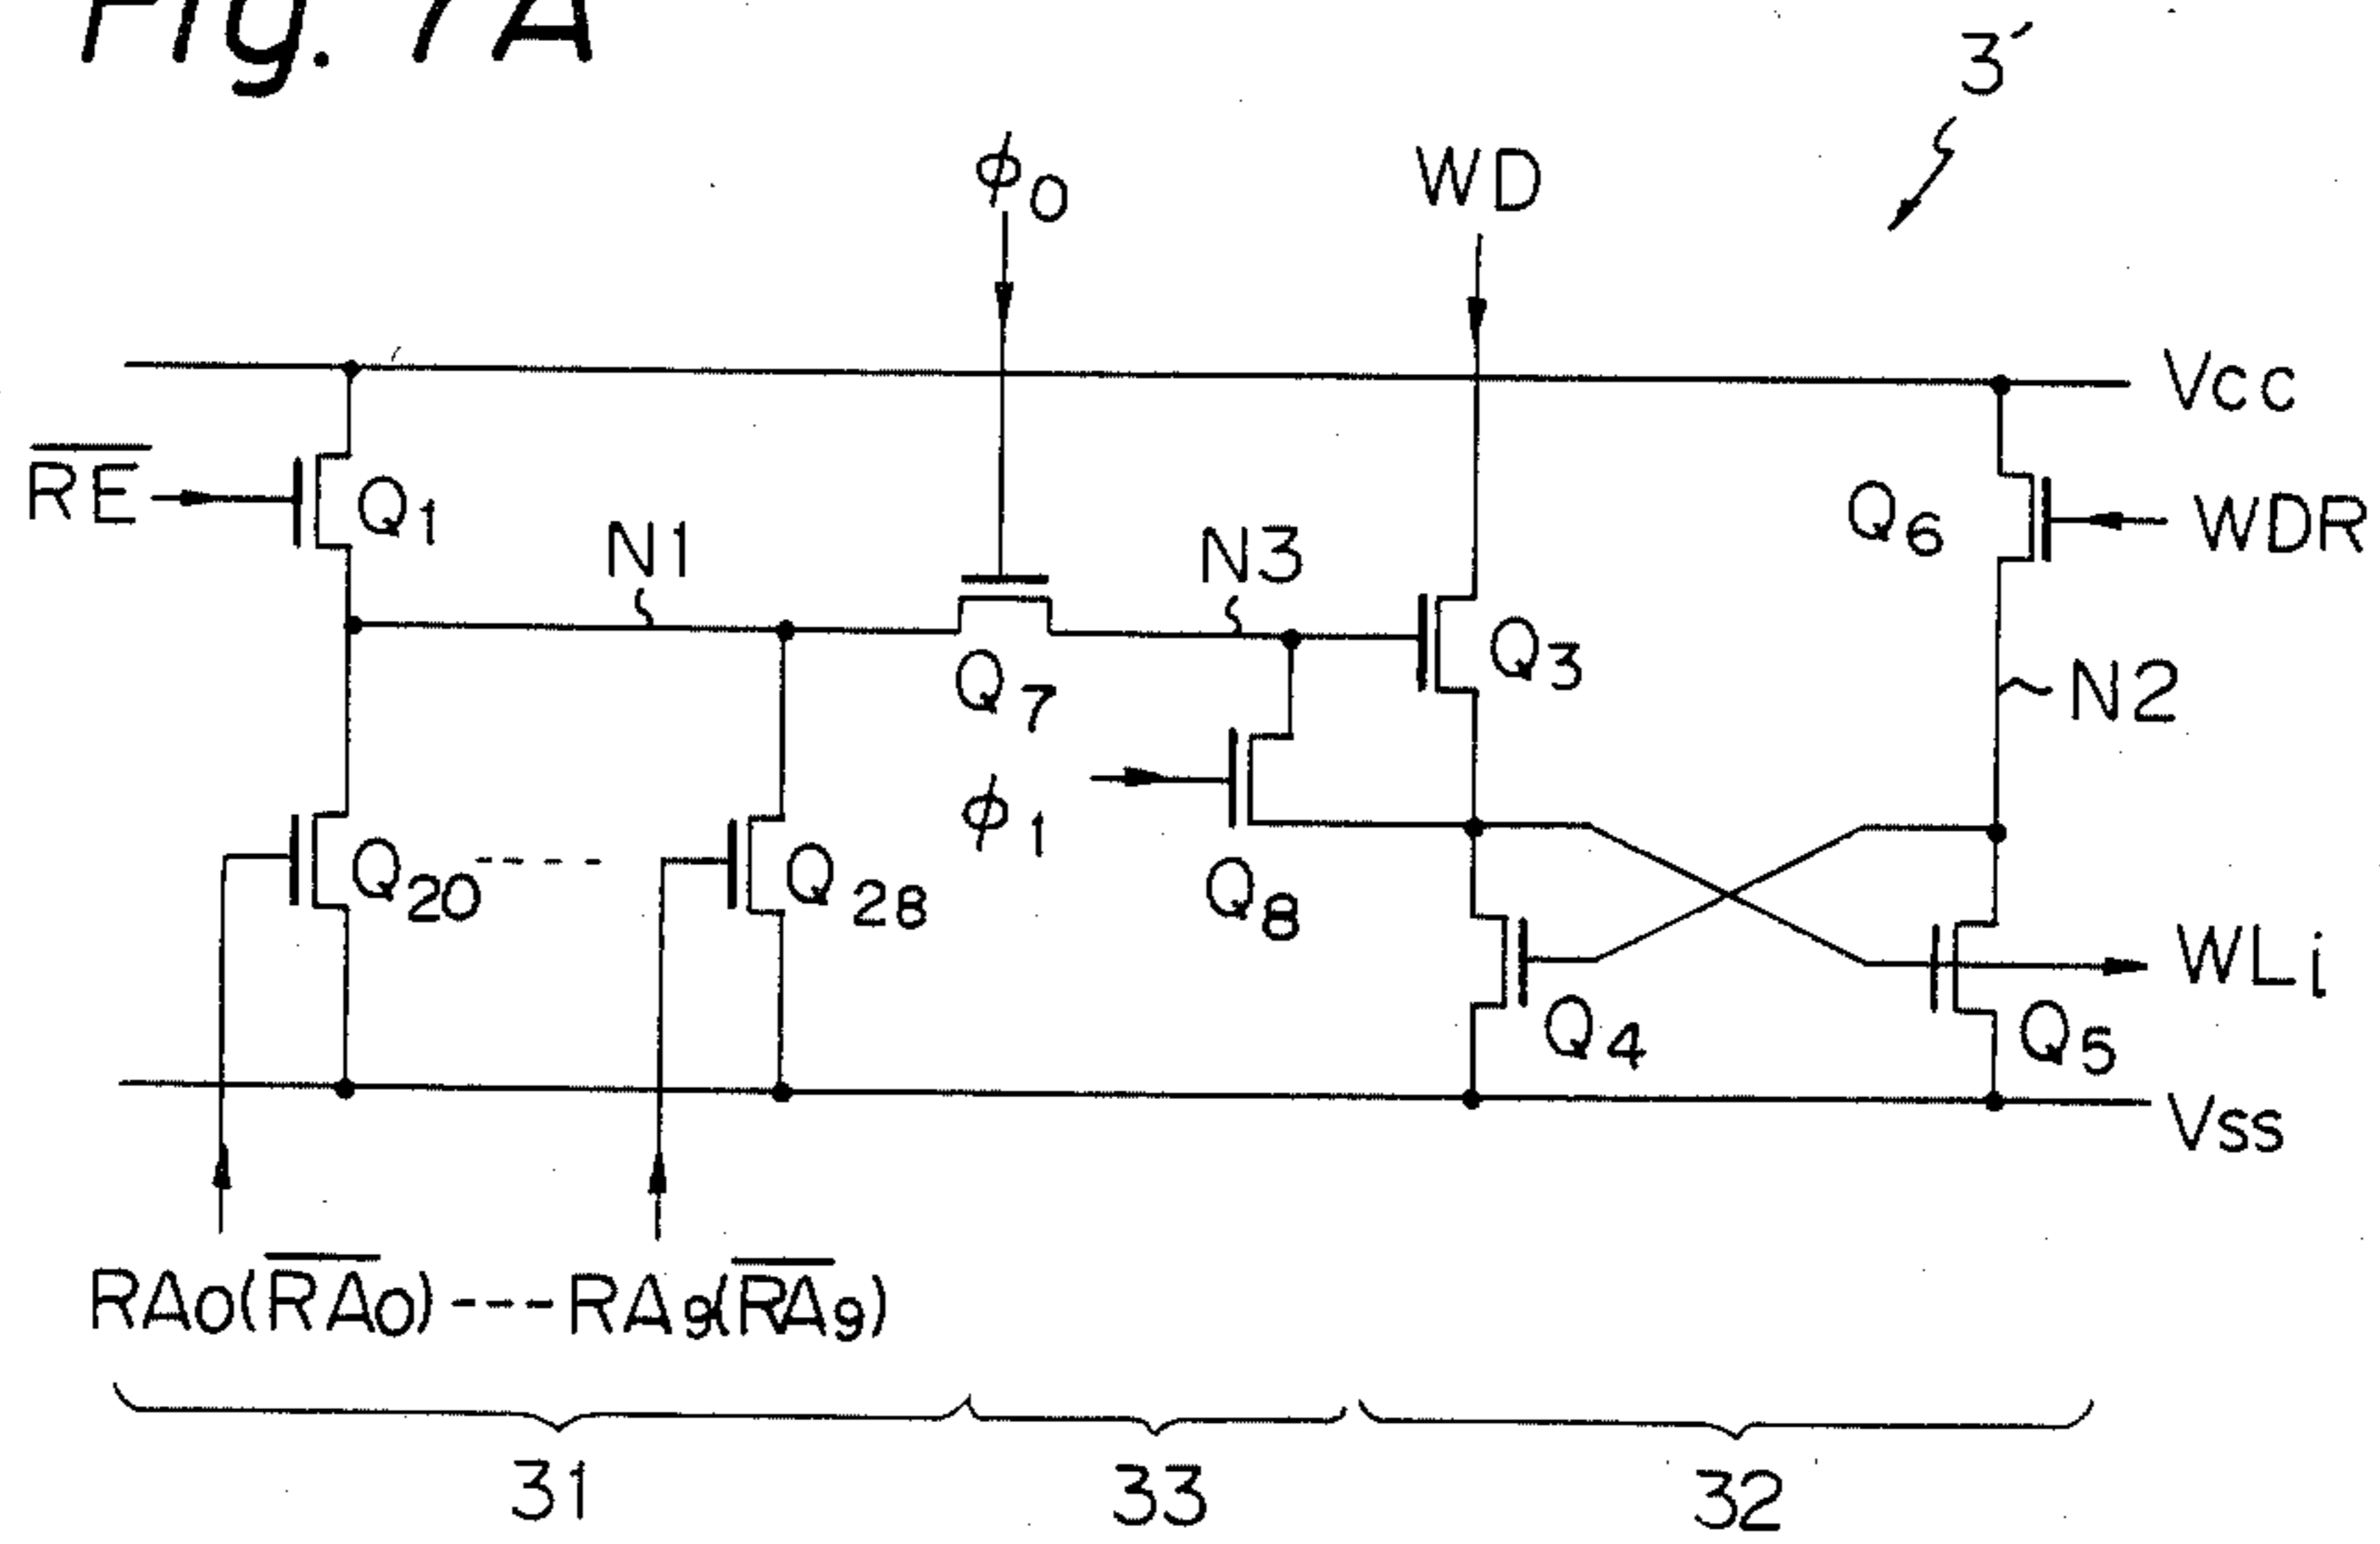 Fig. 7A
3′
φ0
WD
Vcc
RE
Q1
Q6
WDR
N1
N3
Q3
N2
Q7
φ1
Q20 ----
Q28
Q8
Q4
WLi
Q5
Vss
RA0(RA0)---RA9(RA9)
31
33
32